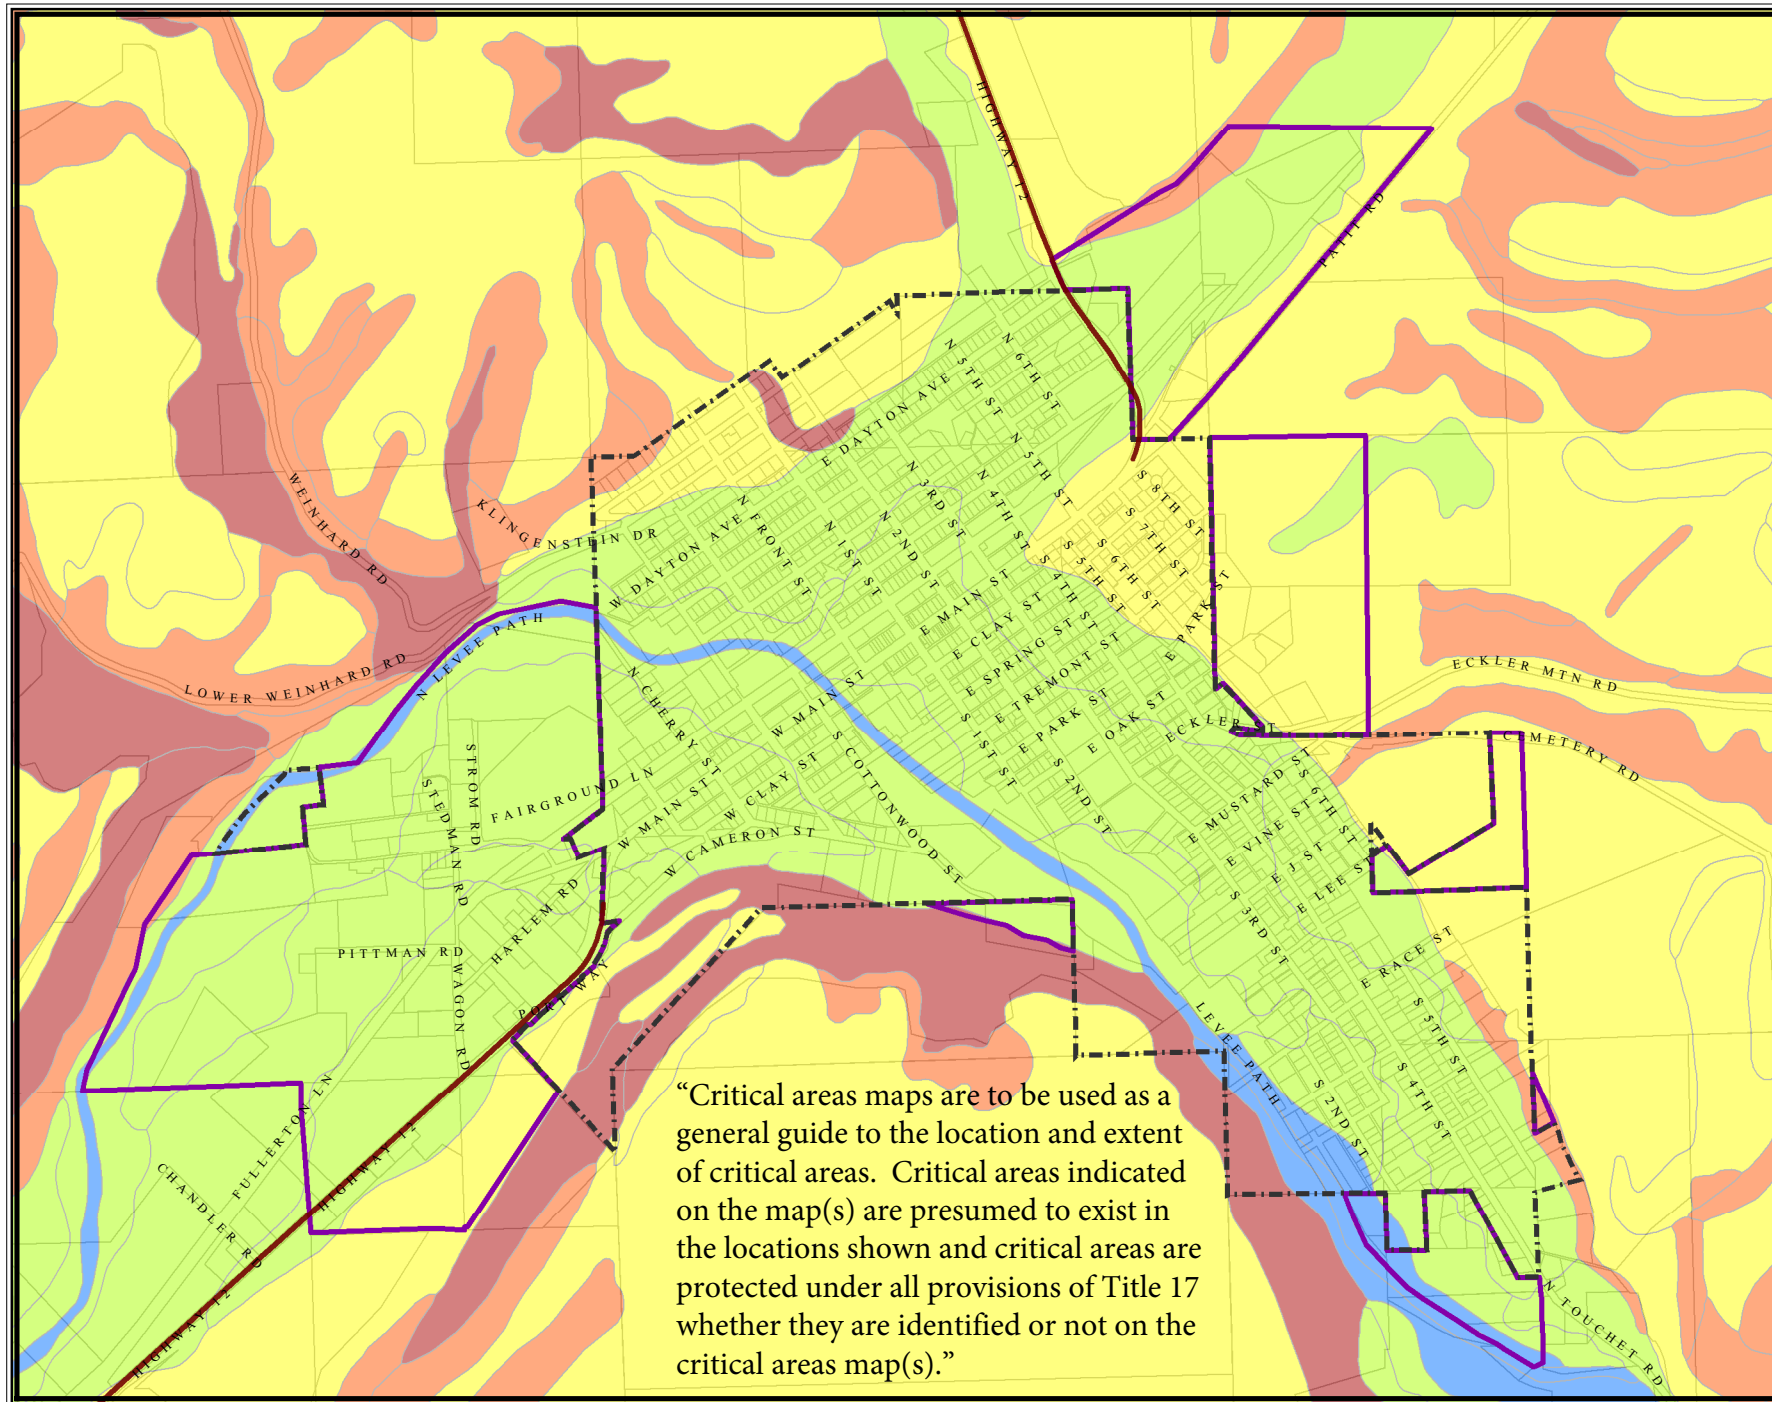 HIGHWAY 12
PATIT RD
N 6TH ST
N 5TH ST
E DAYTON AVE
N 5TH ST
N 3RD ST
N 4TH ST
S 8TH ST
S 7TH ST
S 6TH ST
S 5TH ST
WEINHARD RD
KLINGENSTEIN DR
W DAYTON AVE
N FRONT ST
N 1ST ST
N 2ND ST
S 4TH ST
E MAIN ST
E CLAY ST
E SPRING ST
E TREMONT ST
E PARK ST
E PARK ST
E OAK ST
ECKLER ST
ECKLER MTN RD
CEMETERY RD
LOWER WEINHARD RD
N LEVEE PATH
N CHERRY ST
W MAIN ST
S 1ST ST
S 2ND ST
S COTTONWOOD ST
W CLAY ST
W MAIN ST
W CAMERON ST
FAIRGROUND LN
STROM RD
STEDMAN RD
E MUSTARD ST
S 6TH ST
E VINE ST
E J ST
E LEE ST
S 3RD ST
E RACE ST
S 5TH ST
HARLEM RD
PITTMAN RD
WAGON RD
PORT WAY
LEVEE PATH
S 4TH ST
S 2ND ST
FULLERTON LN
CHANDLER RD
HIGHWAY 12
HIGHWAY 12
N TOUCHET RD
“Critical areas maps are to be used as a
general guide to the location and extent
of critical areas.  Critical areas indicated
on the map(s) are presumed to exist in
the locations shown and critical areas are
protected under all provisions of Title 17
whether they are identified or not on the
critical areas map(s).”